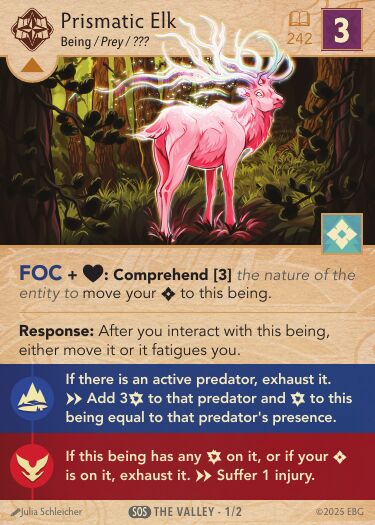 Prismatic Elk
Being / Prey / ???
242
3
FOC + : Comprehend [3] the nature of the
entity to move your to this being.
Response: After you interact with this being,
either move it or it fatigues you.
If there is an active predator, exhaust it.
Add 3 to that predator and to this
being equal to that predator's presence.
If this being has any on it, or if your
is on it, exhaust it. Suffer 1 injury.
Julia Schleicher
SOS THE VALLEY - 1/2
©2025 EBG